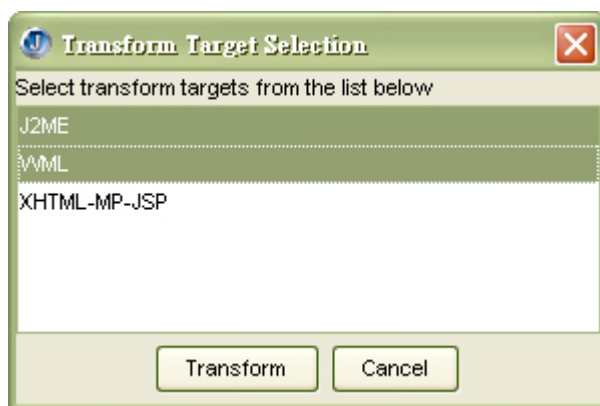 Transform Target Selection
Select transform targets from the list below
J2ME
WML
XHTML-MP-JSP
Transform Cancel